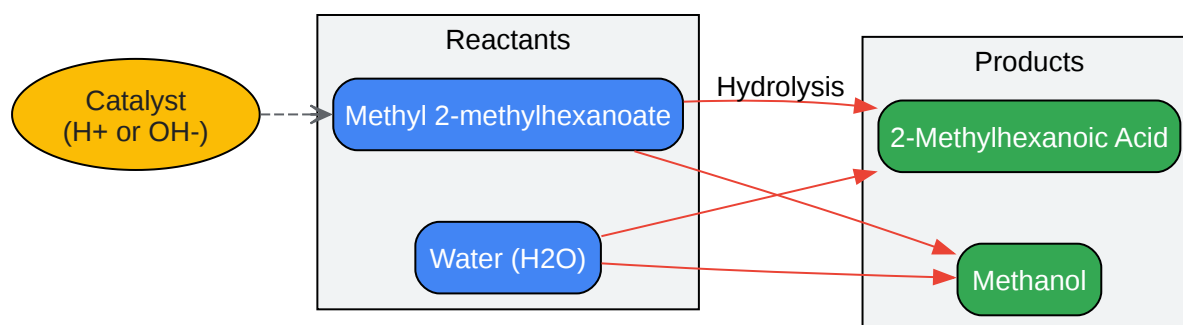 Reactants
Products
Hydrolysis
Catalyst
(H+ or OH-)
Methyl 2-methylhexanoate
2-Methylhexanoic Acid
Water (H2O)
Methanol